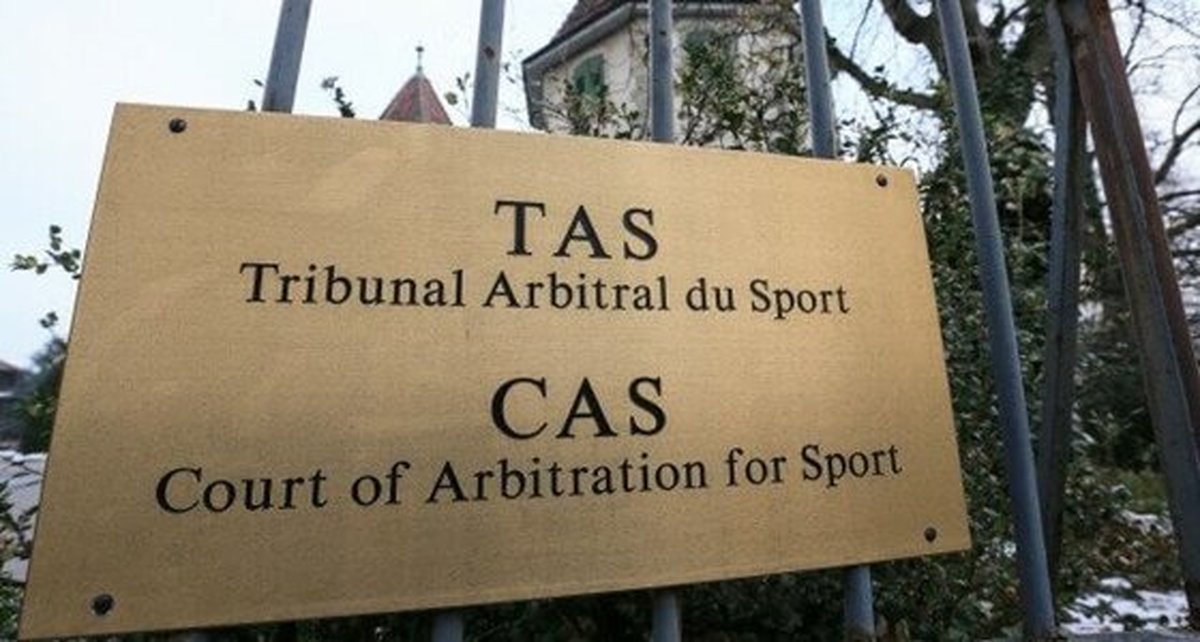 TAS
Tribunal Arbitral du Sport
CAS
Court of Arbitration for Sport